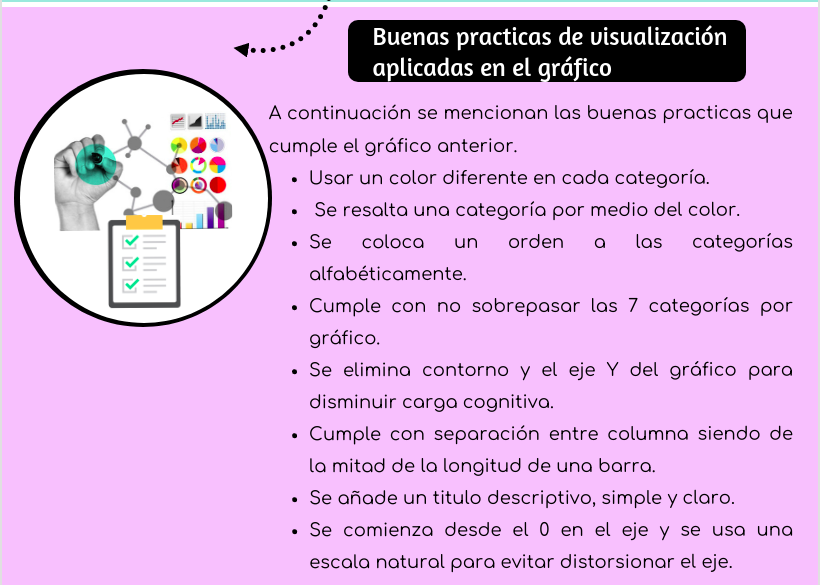 Buenas practicas de visualización
aplicadas en el gráfico
A continuación se mencionan las buenas practicas que
cumple el gráfico anterior.
• Usar un color diferente en cada categoría.
• Se resalta una categoría por medio del color.
• Se coloca un orden a las categorías
alfabéticamente.
• Cumple con no sobrepasar las 7 categorías por
gráfico.
• Se elimina contorno y el eje Y del gráfico para
disminuir carga cognitiva.
• Cumple con separación entre columna siendo de
la mitad de la longitud de una barra.
• Se añade un titulo descriptivo, simple y claro.
• Se comienza desde el 0 en el eje y se usa una
escala natural para evitar distorsionar el eje.